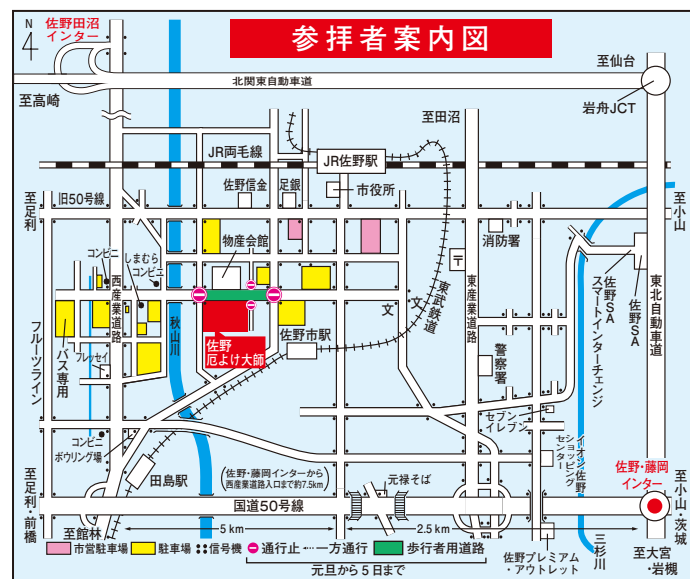 参拝者案内図
N
佐野田沼
インター
至仙台
北関東自動車道
至高崎
岩舟JCT
至田沼
JR両毛線
JR佐野駅
佐野信金
足銀
市役所
至足利
旧50号線
至小山
物産会館
消防署
〒
コンビニ
しまむら
コンビニ
西産業道路
秋山川
文
文
東武鉄道
東産業道路
佐野SA
スマートインターチェンジ
佐野SA
東北自動車道
フルーツライン
バス専用
フレッセイ
佐野
厄よけ大師
佐野市駅
警察署
セブン-
イレブン
コンビニ
ボウリング場
イオン佐野
ショッピング
センター
田島駅
(佐野・藤岡インターから
西産業道路入口まで約7.5km)
元禄そば
佐野・藤岡
インター
至足利・前橋
国道50号線
至小山・茨城
至館林
5 km
2.5 km
三杉川
至大宮
・岩槻
佐野プレミアム・
アウトレット
市営駐車場
駐車場
信号機
通行止
一方通行
歩行者用道路
元旦から5日まで